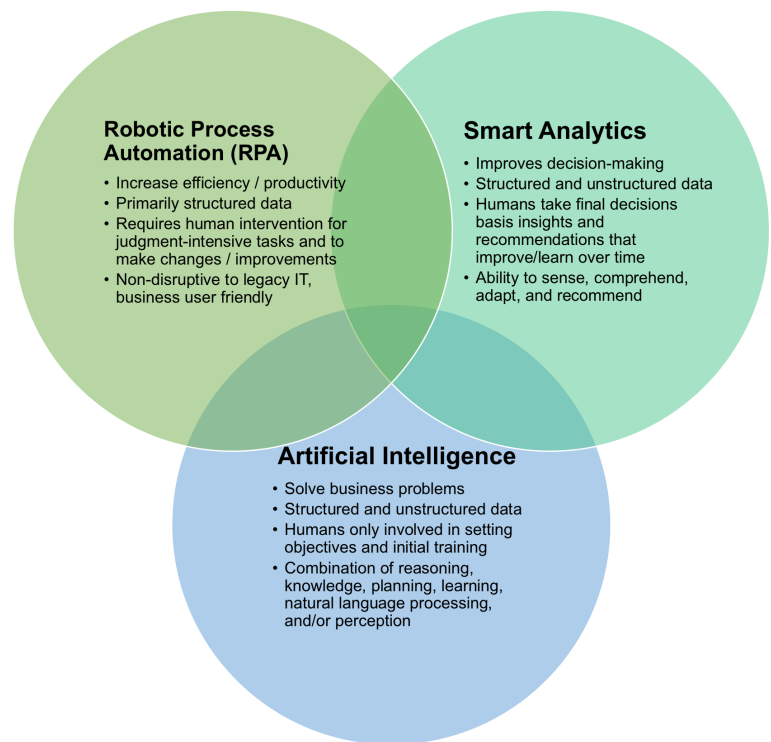 Robotic Process
Automation (RPA)
• Increase efficiency / productivity
• Primarily structured data
• Requires human intervention for
judgment-intensive tasks and to
make changes / improvements
• Non-disruptive to legacy IT,
business user friendly
Smart Analytics
• Improves decision-making
• Structured and unstructured data
• Humans take final decisions
basis insights and
recommendations that
improve/learn over time
• Ability to sense, comprehend,
adapt, and recommend
Artificial Intelligence
• Solve business problems
• Structured and unstructured data
• Humans only involved in setting
objectives and initial training
• Combination of reasoning,
knowledge, planning, learning,
natural language processing,
and/or perception